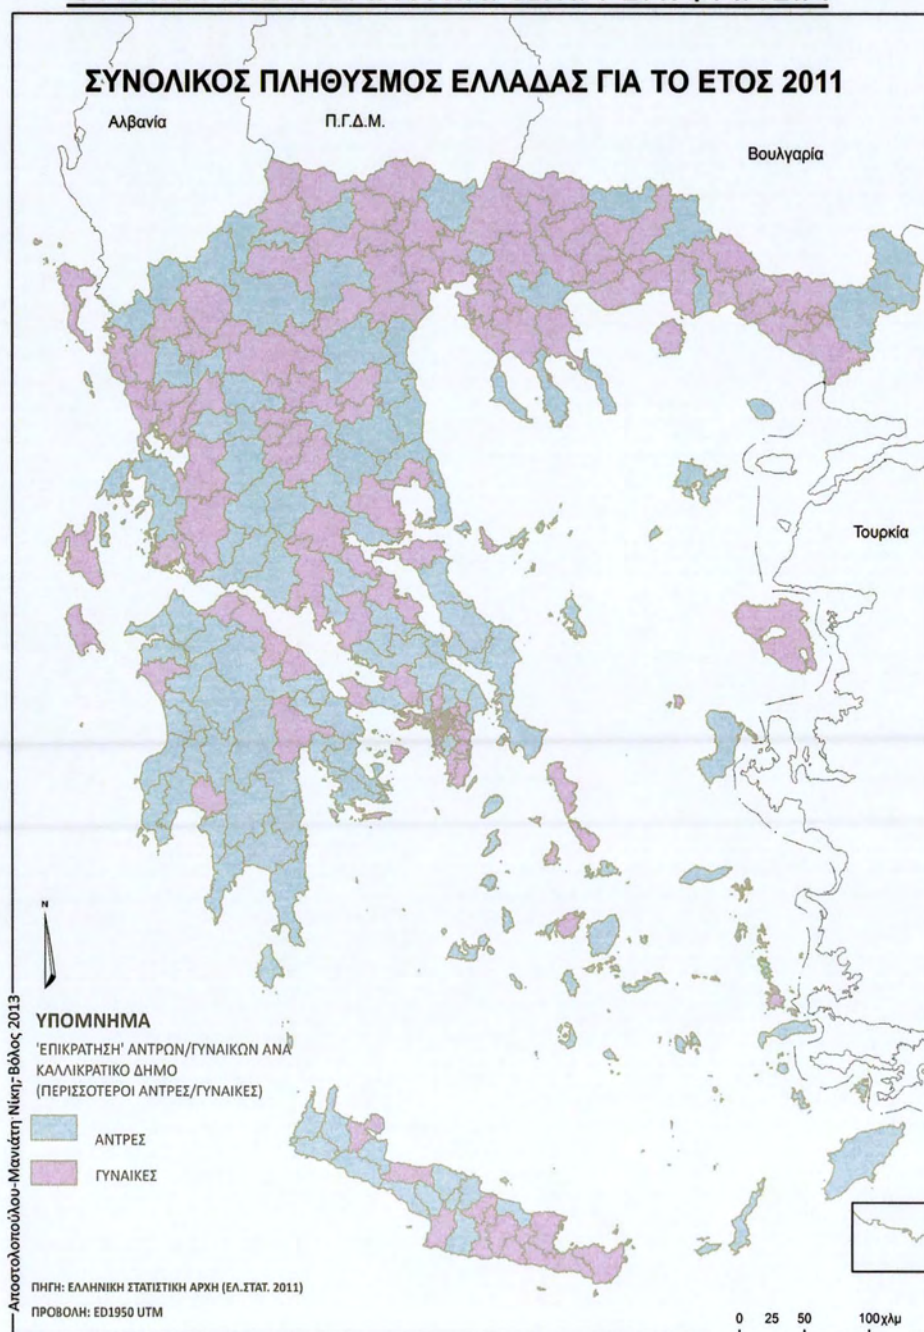 ΣΥΝΟΛΙΚΟΣ ΠΛΗΘΥΣΜΟΣ ΕΛΛΑΔΑΣ ΓΙΑ ΤΟ ΕΤΟΣ 2011
Αλβανία
Π.Γ.Δ.Μ.
Βουλγαρία
Τουρκία
N
ΥΠΟΜΝΗΜΑ
'ΕΠΙΚΡΑΤΗΣΗ' ΑΝΤΡΩΝ/ΓΥΝΑΙΚΩΝ ΑΝΑ
ΚΑΛΛΙΚΡΑΤΙΚΟ ΔΗΜΟ
(ΠΕΡΙΣΣΟΤΕΡΟΙ ΑΝΤΡΕΣ/ΓΥΝΑΙΚΕΣ)
ΑΝΤΡΕΣ
ΓΥΝΑΙΚΕΣ
ΠΗΓΗ: ΕΛΛΗΝΙΚΗ ΣΤΑΤΙΣΤΙΚΗ ΑΡΧΗ (ΕΛ.ΣΤΑΤ. 2011)
ΠΡΟΒΟΛΗ: ED1950 UTM
0 25 50 100 χλμ
Αποστολοπούλου-Μανιάτη Νίκη, Βόλος 2013